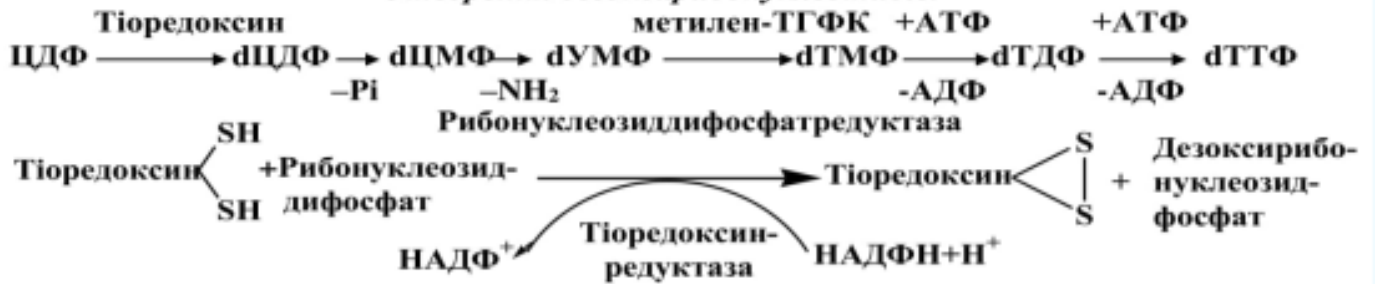 Тіоредоксин метилен-ТГФК +АТФ +АТФ
ЦДФ dЦДФ dЦМФ dУМФ dТМФ dТДФ dТТФ
–Pi –NH₂ -АДФ -АДФ
Рибонуклеозиддифосфатредуктаза
SH S Дезоксирибо-
Тіоредоксин +Рибонуклеозид- Тіоредоксин + нуклеозид-
SH дифосфат S фосфат
НАДФ⁺ Тіоредоксин- НАДФН+Н⁺
редуктаза